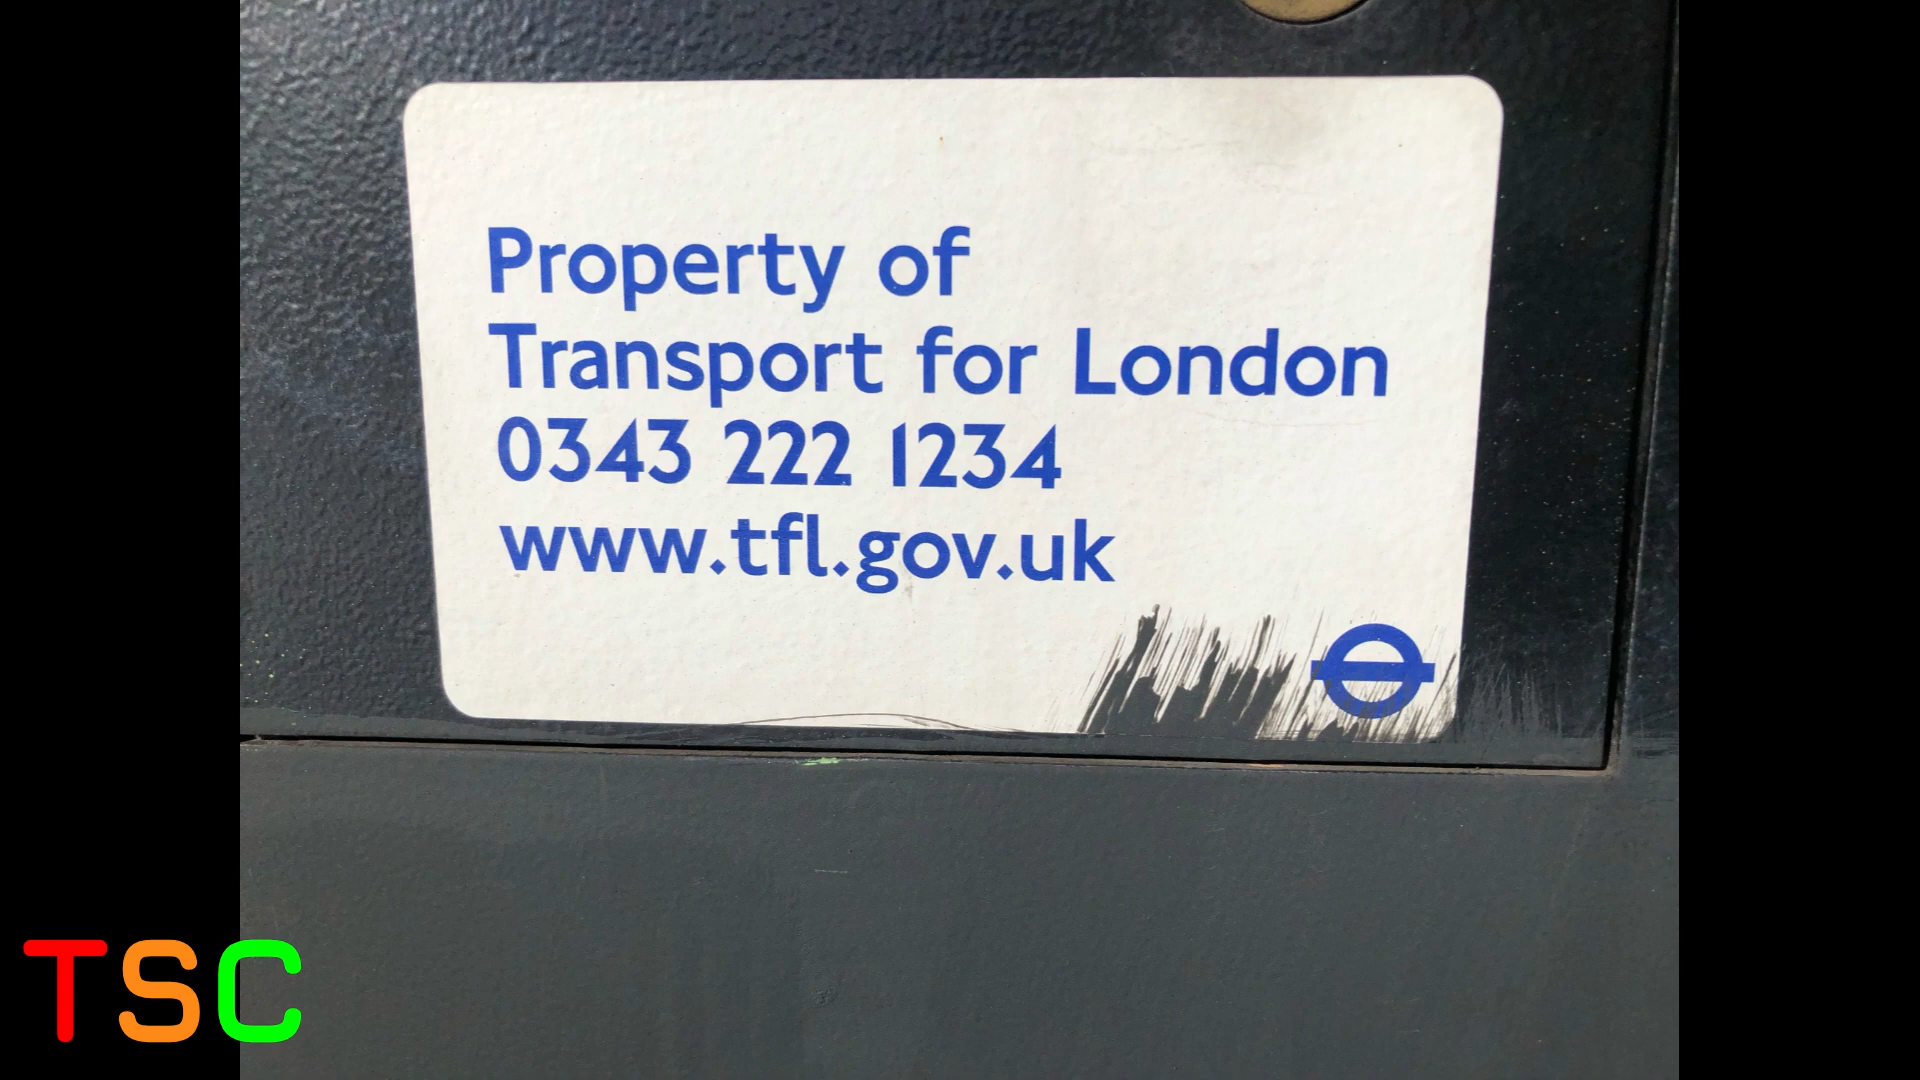 Property of
Transport for London
0343 222 1234
www.tfl.gov.uk
TSC